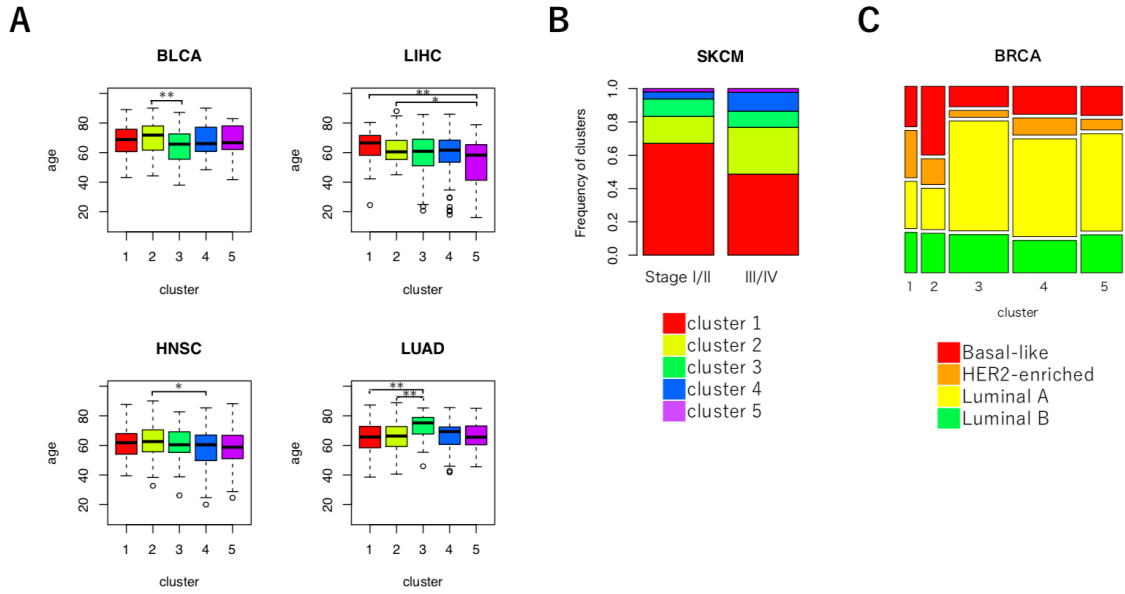 A
BLCA
**
age
20
40
60
80
1 2 3 4 5
cluster
LIHC
**
*
age
20
40
60
80
1 2 3 4 5
cluster
HNSC
*
age
20
40
60
80
1 2 3 4 5
cluster
LUAD
**
**
age
20
40
60
80
1 2 3 4 5
cluster
B
SKCM
Frequency of clusters
0.0
0.2
0.4
0.6
0.8
1.0
Stage I/II III/IV
cluster 1
cluster 2
cluster 3
cluster 4
cluster 5
C
BRCA
1 2 3 4 5
cluster
Basal-like
HER2-enriched
Luminal A
Luminal B